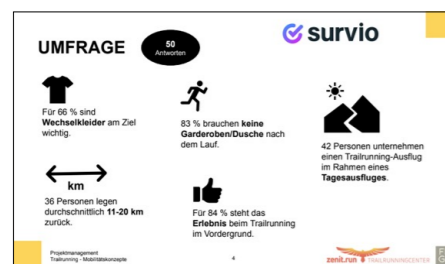 UMFRAGE
50
Antworten
survio
Für 66 % sind
Wechselkleider am Ziel
wichtig.
83 % brauchen keine
Garderoben/Dusche nach
dem Lauf.
42 Personen unternehmen
einen Trailrunning-Ausflug
im Rahmen eines
Tagesausfluges.
km
36 Personen legen
durchschnittlich 11-20 km
zurück.
Für 84 % steht das
Erlebnis beim Trailrunning
im Vordergrund.
Projektmanagement
Trailrunning - Mobilitätskonzepte
4
zenit.run TRAILRUNNINGCENTER